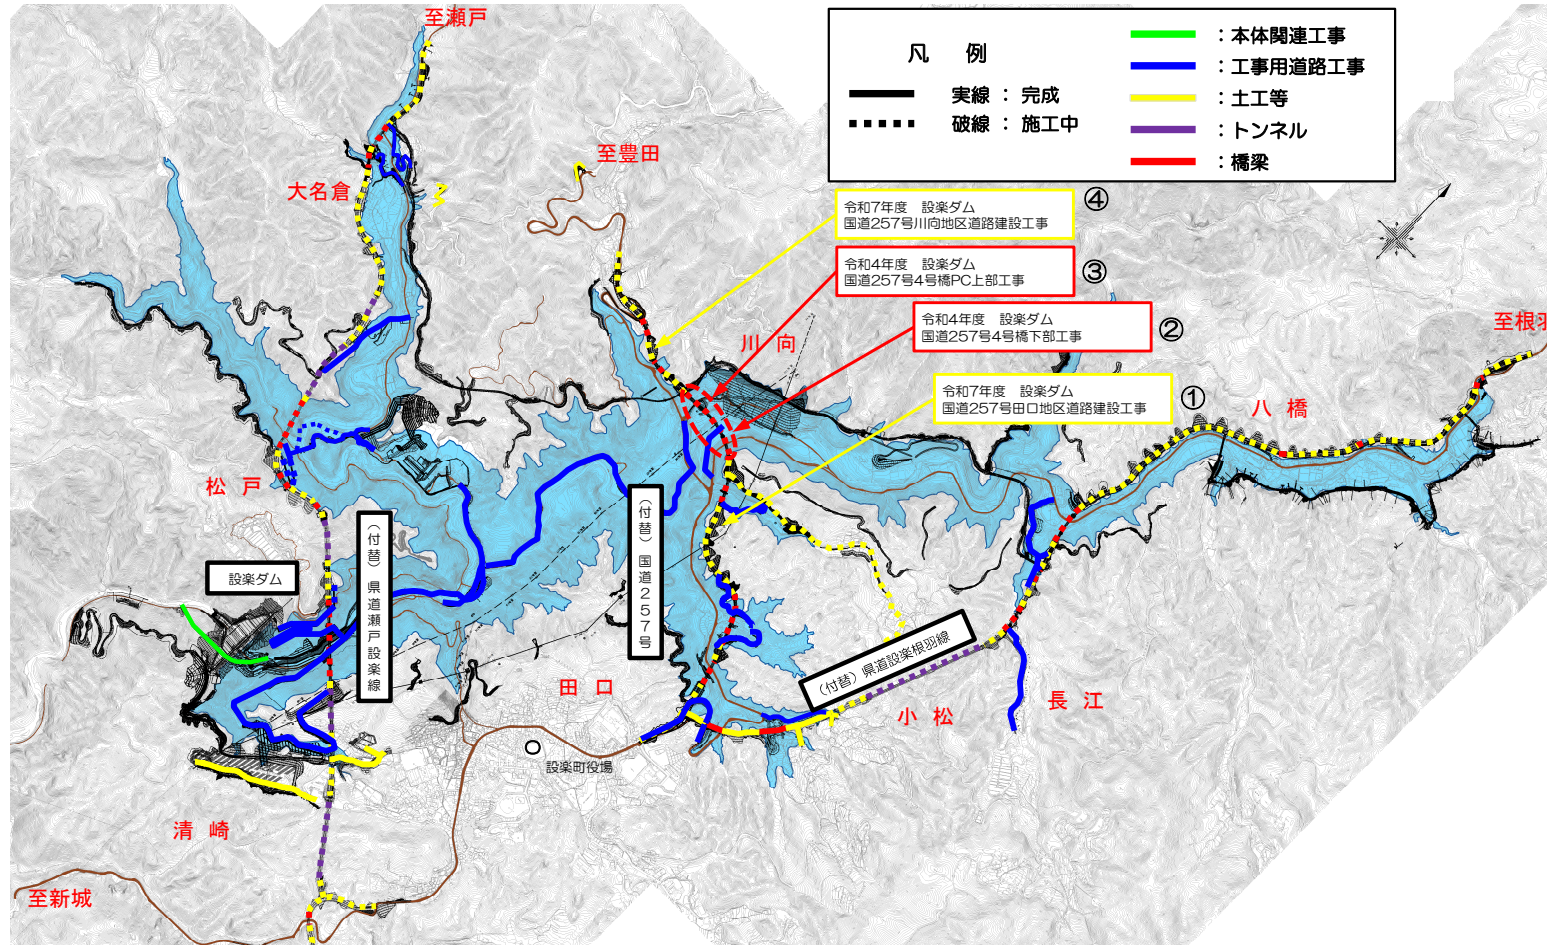 至瀬戸
凡　例
実線 ： 完成
破線 ： 施工中
：本体関連工事
：工事用道路工事
：土工等
：トンネル
：橋梁
至豊田
大名倉
令和7年度　設楽ダム
国道257号川向地区道路建設工事
④
令和4年度　設楽ダム
国道257号4号橋PC上部工事
③
令和4年度　設楽ダム
国道257号4号橋下部工事
②
至根羽
川 向
令和7年度　設楽ダム
国道257号田口地区道路建設工事
①
八 橋
松 戸
（付替）県道瀬戸設楽線
（付替）国道２５７号
設楽ダム
（付替）県道設楽根羽線
田 口
小 松
長 江
設楽町役場
清 崎
至新城